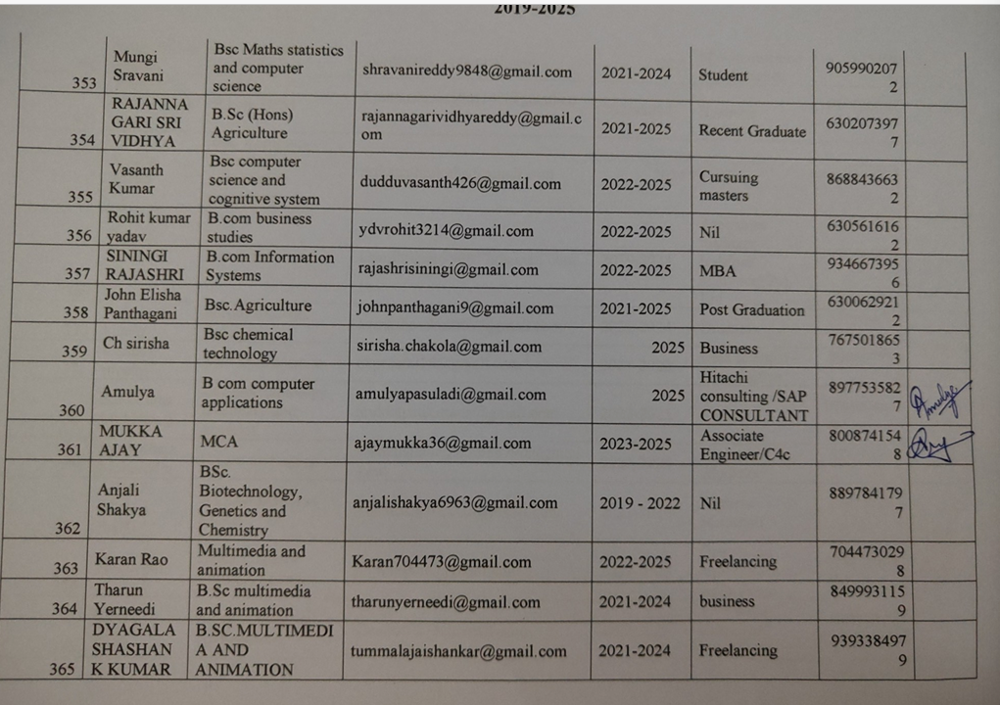 2019-2025
353 Mungi Sravani Bsc Maths statistics and computer science shravanireddy9848@gmail.com 2021-2024 Student 9059902072
354 RAJANNAGARI SRI VIDHYA B.Sc (Hons) Agriculture rajannagarividhyareddy@gmail.com 2021-2025 Recent Graduate 6302073977
355 Vasanth Kumar Bsc computer science and cognitive system dudduvasanth426@gmail.com 2022-2025 Cursuing masters 8688436632
356 Rohit kumar yadav B.com business studies ydvrohit3214@gmail.com 2022-2025 Nil 6305616162
357 SININGI RAJASHRI B.com Information Systems rajashrisiningi@gmail.com 2022-2025 MBA 9346673956
358 John Elisha Panthagani Bsc.Agriculture johnpanthagani9@gmail.com 2021-2025 Post Graduation 6300629212
359 Ch sirisha Bsc chemical technology sirisha.chakola@gmail.com 2025 Business 7675018653
360 Amulya B com computer applications amulyapasuladi@gmail.com 2025 Hitachi consulting /SAP CONSULTANT 8977535827 Amulya
361 MUKKA AJAY MCA ajaymukka36@gmail.com 2023-2025 Associate Engineer/C4c 8008741548
362 Anjali Shakya BSc. Biotechnology, Genetics and Chemistry anjalishakya6963@gmail.com 2019 - 2022 Nil 8897841797
363 Karan Rao Multimedia and animation Karan704473@gmail.com 2022-2025 Freelancing 7044730298
364 Tharun Yerneedi B.Sc multimedia and animation tharunyerneedi@gmail.com 2021-2024 business 8499931159
365 DYAGALA SHASHANK KUMAR B.SC.MULTIMEDIA AND ANIMATION tummalajaishankar@gmail.com 2021-2024 Freelancing 9393384979